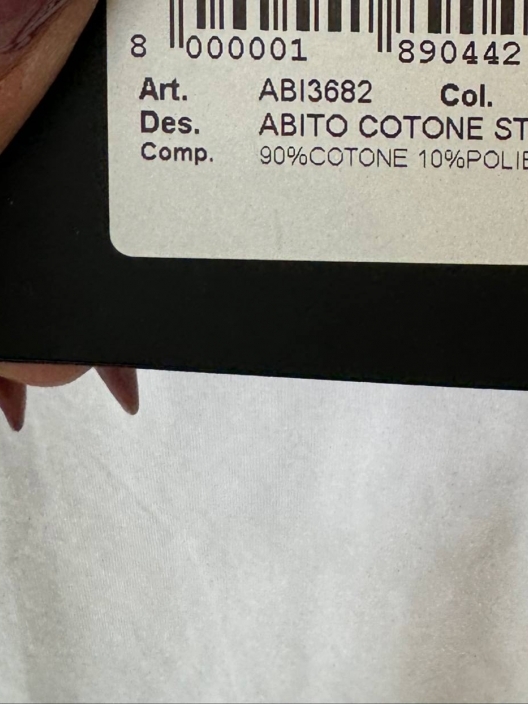 8 000001 890442
Art. ABI3682 Col.
Des. ABITO COTONE ST
Comp. 90%COTONE 10%POLIE